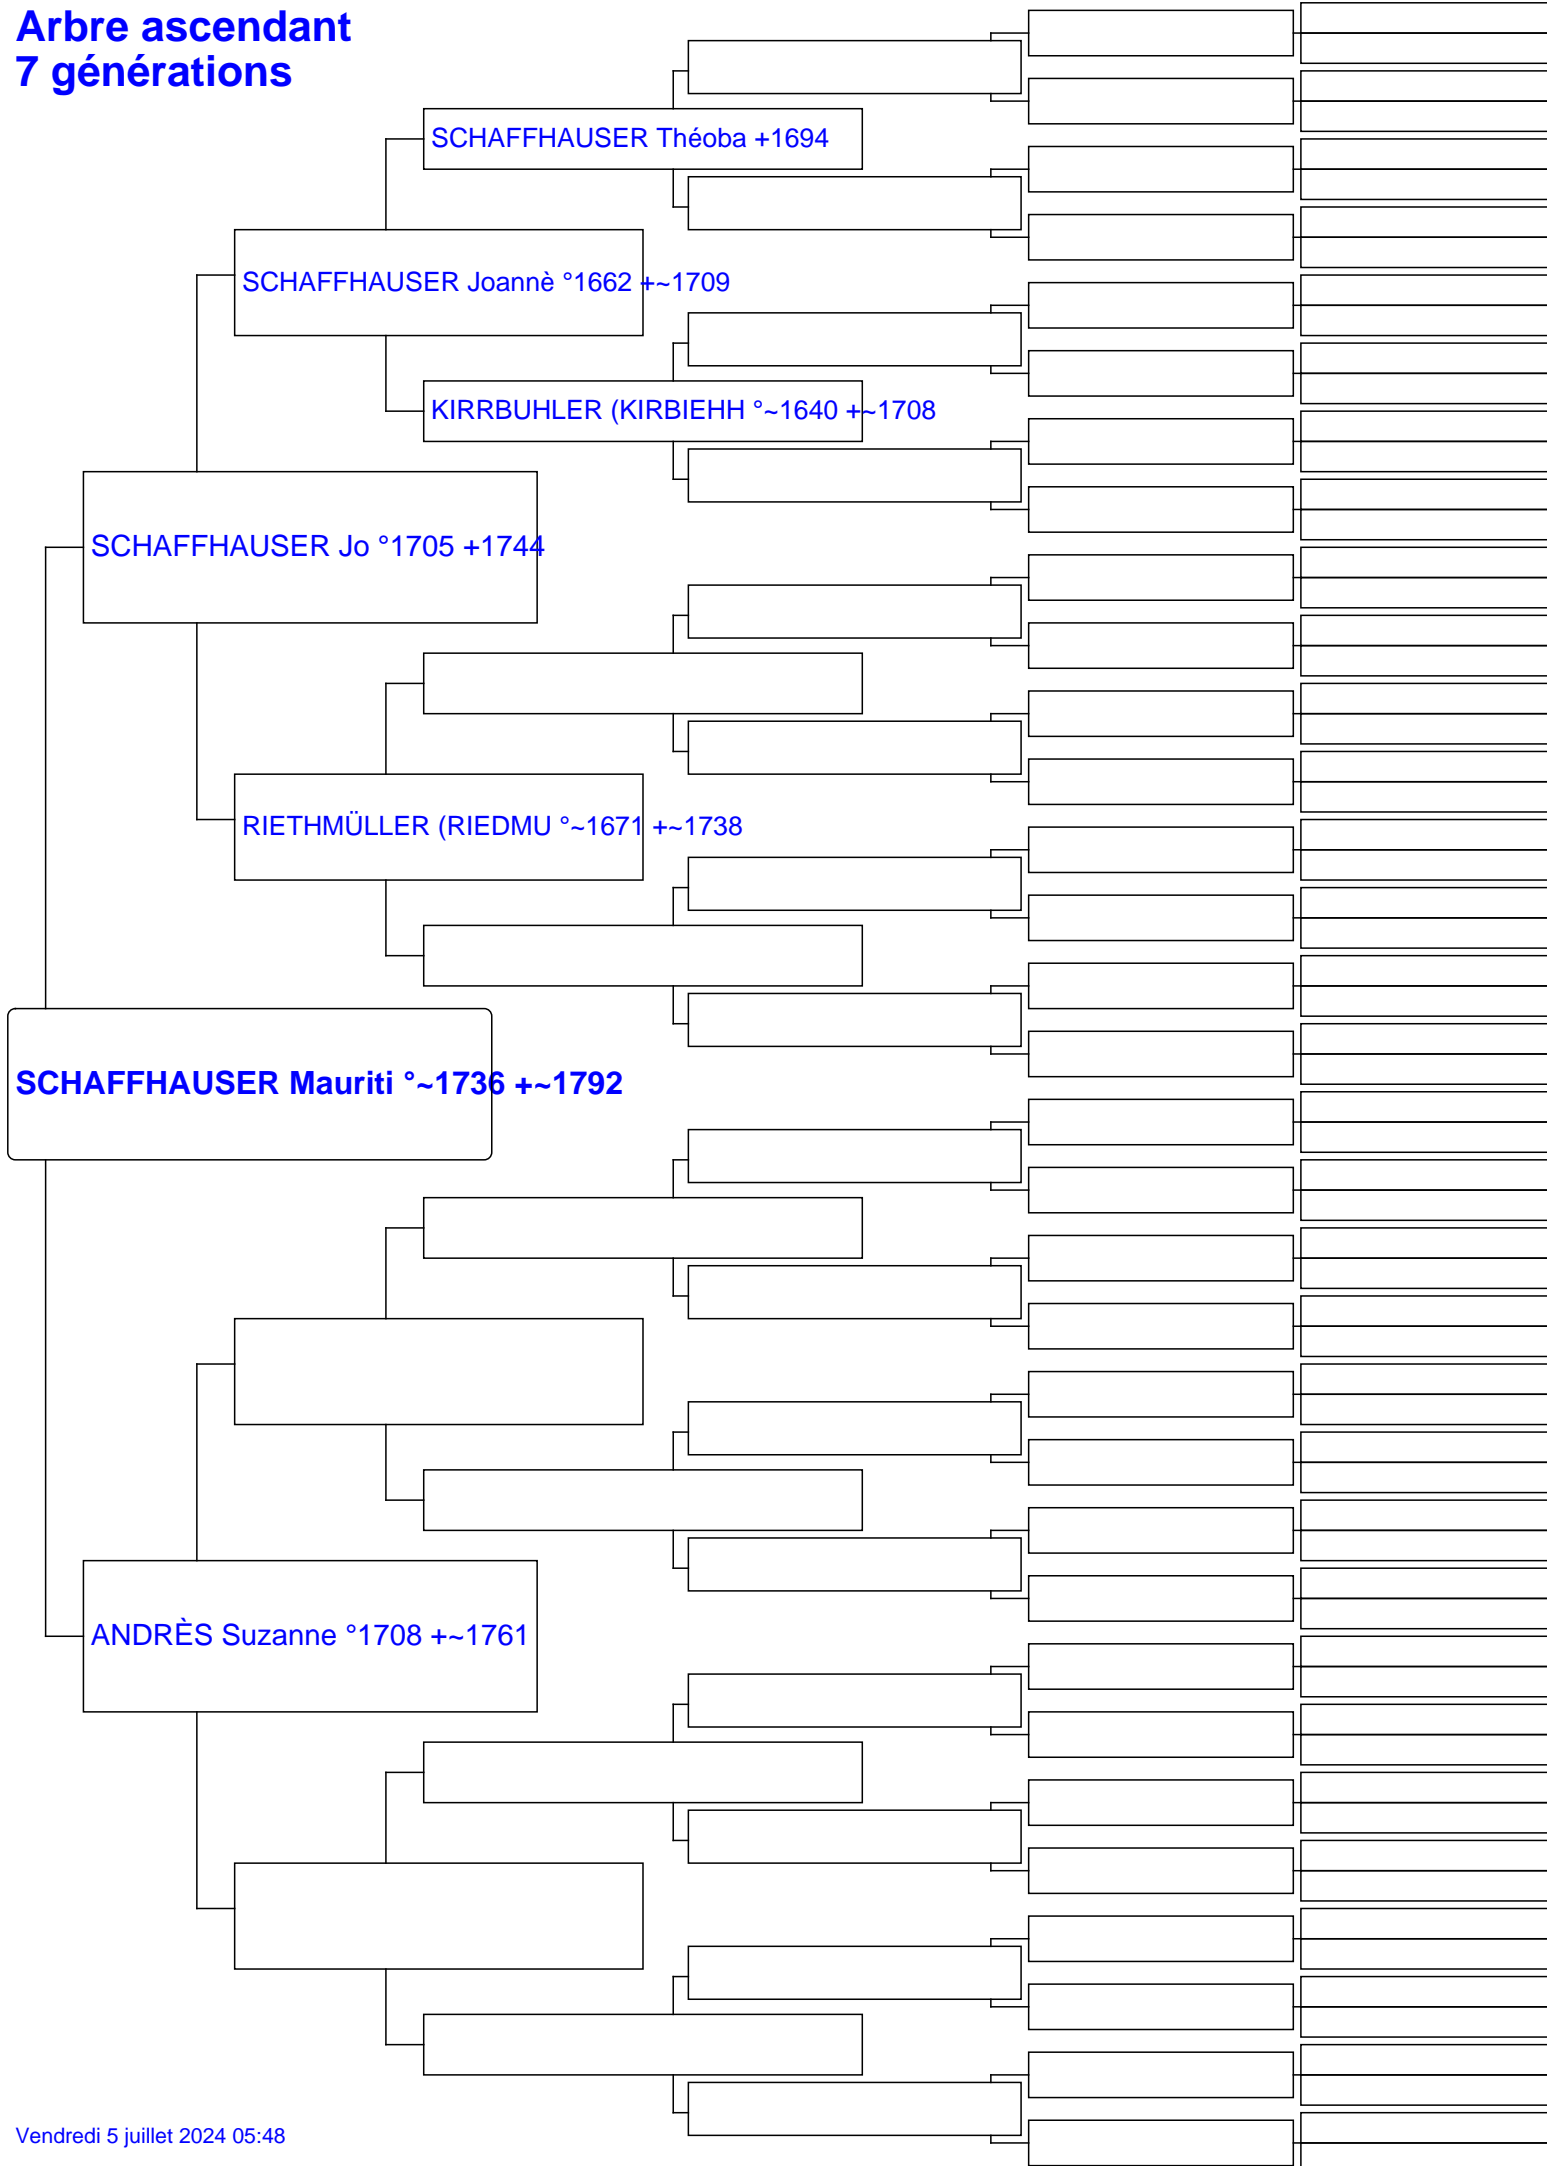 Arbre ascendant
7 générations
SCHAFFHAUSER Théoba +1694
SCHAFFHAUSER Joannè °1662 +~1709
KIRRBUHLER (KIRBIEHH °~1640 +~1708
SCHAFFHAUSER Jo °1705 +1744
RIETHMÜLLER (RIEDMU °~1671 +~1738
SCHAFFHAUSER Mauriti °~1736 +~1792
ANDRÈS Suzanne °1708 +~1761
Vendredi 5 juillet 2024 05:48